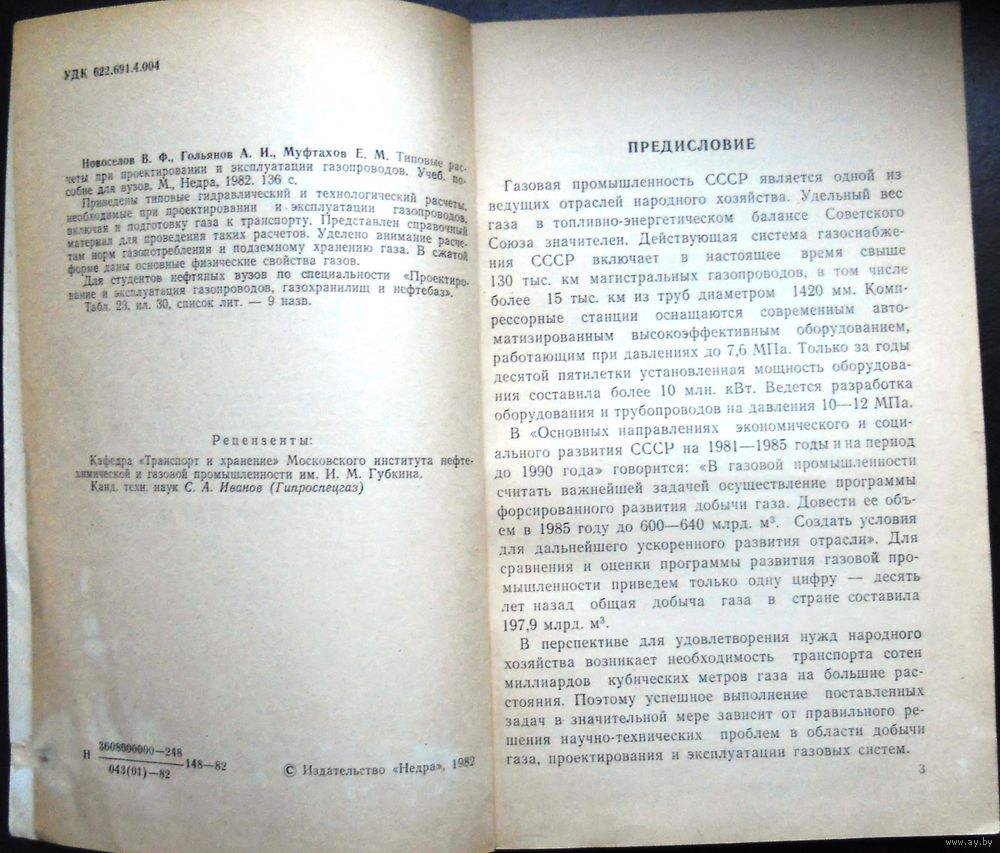 УДК 622.691.4.004
Новоселов В. Ф., Гольянов А. И., Муфтахов Е. М. Типовые рас-
четы при проектировании и эксплуатации газопроводов. Учеб. по-
собие для вузов. М., Недра, 1982. 136 с.
Приведены типовые гидравлический и технологический расчеты,
необходимые при проектировании и эксплуатации газопроводов,
включая и подготовку газа к транспорту. Представлен справочный
материал для проведения таких расчетов. Уделено внимание расче-
там норм газопотребления и подземному хранению газа. В сжатой
форме даны основные физические свойства газов.
Для студентов нефтяных вузов по специальности «Проектиро-
вание и эксплуатация газопроводов, газохранилищ и нефтебаз».
Табл. 23, ил. 30, список лит. — 9 назв.
Рецензенты:
Кафедра «Транспорт и хранение» Московского института нефте-
химической и газовой промышленности им. И. М. Губкина.
Канд. техн. наук С. А. Иванов (Гипроспецгаз)
Н 3608000000—248
043(01)—82
148—82
© Издательство «Недра», 1982
ПРЕДИСЛОВИЕ
Газовая промышленность СССР является одной из
ведущих отраслей народного хозяйства. Удельный вес
газа в топливно-энергетическом балансе Советского
Союза значителен. Действующая система газоснабже-
ния СССР включает в настоящее время свыше
130 тыс. км магистральных газопроводов, в том числе
более 15 тыс. км из труб диаметром 1420 мм. Комп-
рессорные станции оснащаются современным авто-
матизированным высокоэффективным оборудованием,
работающим при давлениях до 7,6 МПа. Только за годы
десятой пятилетки установленная мощность оборудова-
ния составила более 10 млн. кВт. Ведется разработка
оборудования и трубопроводов на давления 10—12 МПа.
В «Основных направлениях экономического и соци-
ального развития СССР на 1981—1985 годы и на период
до 1990 года» говорится: «В газовой промышленности
считать важнейшей задачей осуществление программы
форсированного развития добычи газа. Довести ее объ-
ем в 1985 году до 600—640 млрд. м³. Создать условия
для дальнейшего ускоренного развития отрасли». Для
сравнения и оценки программы развития газовой про-
мышленности приведем только одну цифру — десять
лет назад общая добыча газа в стране составила
197,9 млрд. м³.
В перспективе для удовлетворения нужд народного
хозяйства возникает необходимость транспорта сотен
миллиардов кубических метров газа на большие рас-
стояния. Поэтому успешное выполнение поставленных
задач в значительной мере зависит от правильного ре-
шения научно-технических проблем в области добычи
газа, проектирования и эксплуатации газовых систем.
3
www.ay.by